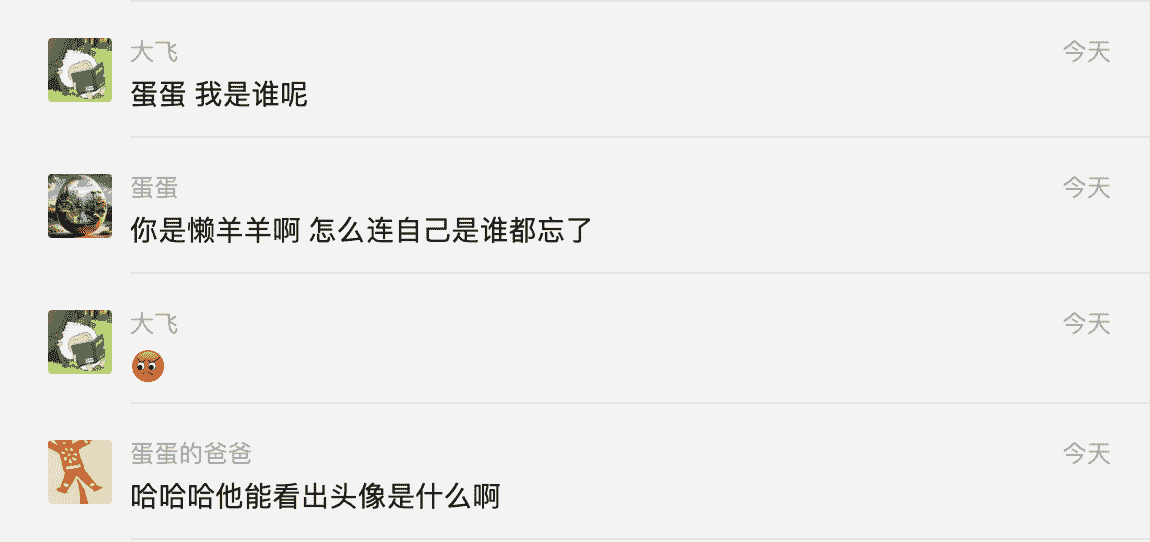 大飞 今天
蛋蛋 我是谁呢
蛋蛋 今天
你是懒羊羊啊 怎么连自己是谁都忘了
大飞 今天
蛋蛋的爸爸 今天
哈哈哈他能看出头像是什么啊